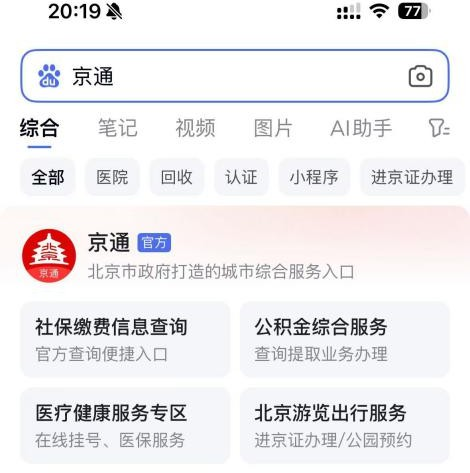 20:19 77
du 京通
综合 笔记 视频 图片 AI助手
全部 医院 回收 认证 小程序 进京证办理
京通 官方
京通 北京市政府打造的城市综合服务入口
社保缴费信息查询 公积金综合服务
官方查询便捷入口 查询提取业务办理
医疗健康服务专区 北京游览出行服务
在线挂号、医保服务 进京证办理/公园预约